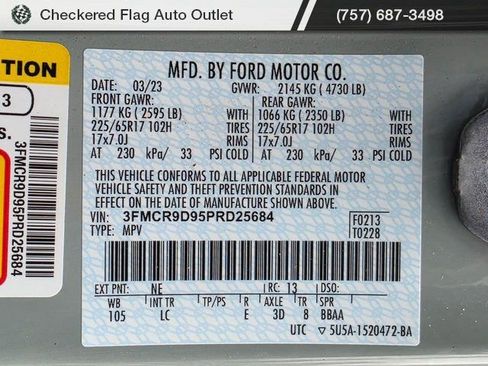 Checkered Flag Auto Outlet
(757) 687-3498
TION
3
s.
3FMCR9D95PRD25684
MFD. BY FORD MOTOR CO.
DATE: 03/23 GVWR: 2145 KG ( 4730 LB)
FRONT GAWR: REAR GAWR:
1177 KG ( 2595 LB) WITH 1066 KG ( 2350 LB) WITH
225/65R17 102H TIRES 225/65R17 102H TIRES
17x7.0J RIMS 17x7.0J RIMS
AT 230 kPa/ 33 PSI COLD AT 230 kPa/ 33 PSI COLD
THIS VEHICLE CONFORMS TO ALL APPLICABLE FEDERAL MOTOR
VEHICLE SAFETY AND THEFT PREVENTION STANDARDS IN EFFECT
ON THE DATE OF MANUFACTURE SHOWN ABOVE.
VIN: 3FMCR9D95PRD25684 F0213
TYPE: MPV T0228
EXT PNT: NE RC: 13 DSO:
WB INT TR TP/PS R AXLE TR SPR
105 LC E 3D 8 BBAA
UTC 5U5A-1520472-BA